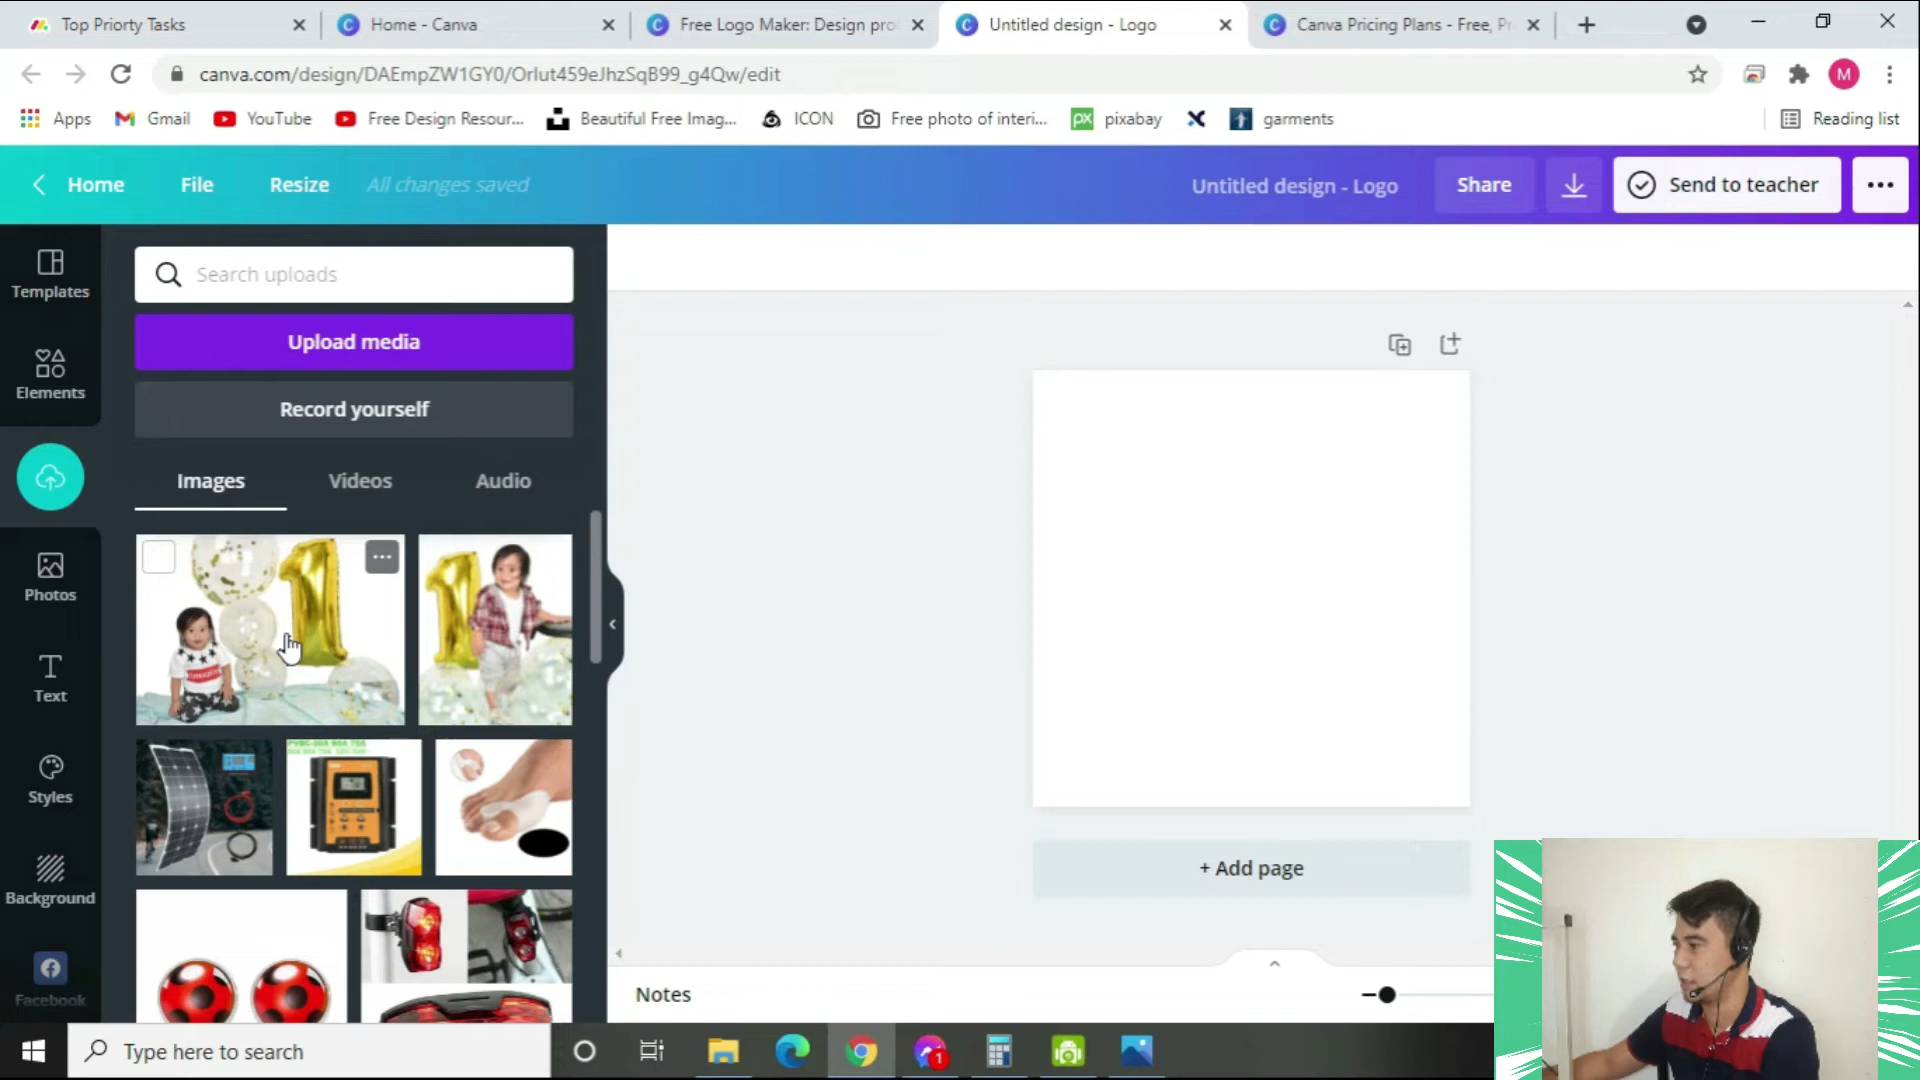 Top Priorty Tasks
Home - Canva
Free Logo Maker: Design pro
Untitled design - Logo
Canva Pricing Plans - Free, Pr
canva.com/design/DAEmpZW1GY0/OrIut459eJhzSqB99_g4Qw/edit
M
Apps
Gmail
YouTube
Free Design Resour...
Beautiful Free Imag...
ICON
Free photo of interi...
px pixabay
garments
Reading list
Home
File
Resize
All changes saved
Untitled design - Logo
Share
Send to teacher
Templates
Elements
Photos
Text
Styles
Background
Facebook
Search uploads
Upload media
Record yourself
Images
Videos
Audio
+ Add page
Notes
Type here to search
1